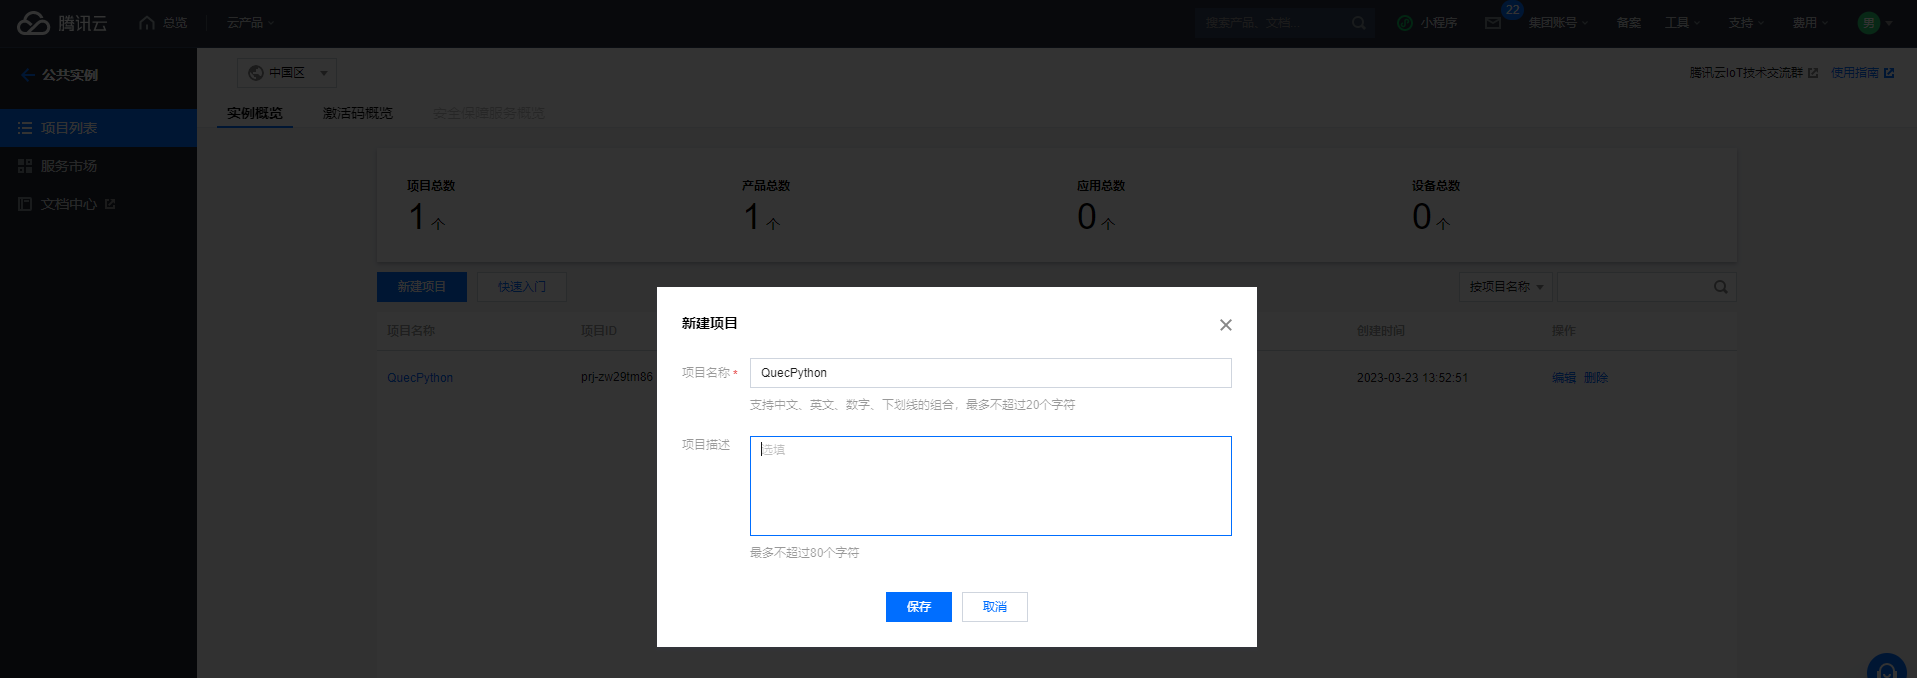 腾讯云 总览 云产品 搜索产品、文档... 小程序 22 集团账号 备案 工具 支持 费用 男
公共实例 中国区 腾讯云IoT技术交流群 使用指南
实例概览 激活码概览 安全保障服务概览
项目列表
服务市场
文档中心
项目总数 产品总数 应用总数 设备总数
1个 1个 0个 0个
新建项目 快速入门 按项目名称
项目名称 项目ID 创建时间 操作
QuecPython prj-zw29tm86 2023-03-23 13:52:51 编辑 删除
新建项目
项目名称 * QuecPython
支持中文、英文、数字、下划线的组合，最多不超过20个字符
项目描述 选填
最多不超过80个字符
保存 取消